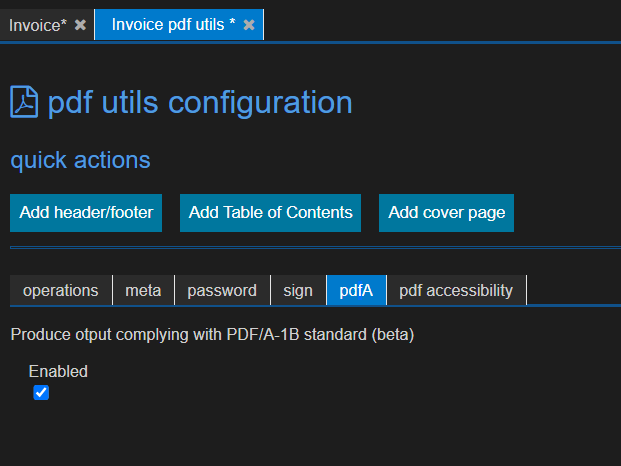 Invoice* ✖ Invoice pdf utils * ✖
pdf utils configuration
quick actions
Add header/footer Add Table of Contents Add cover page
operations meta password sign pdfA pdf accessibility
Produce otput complying with PDF/A-1B standard (beta)
Enabled